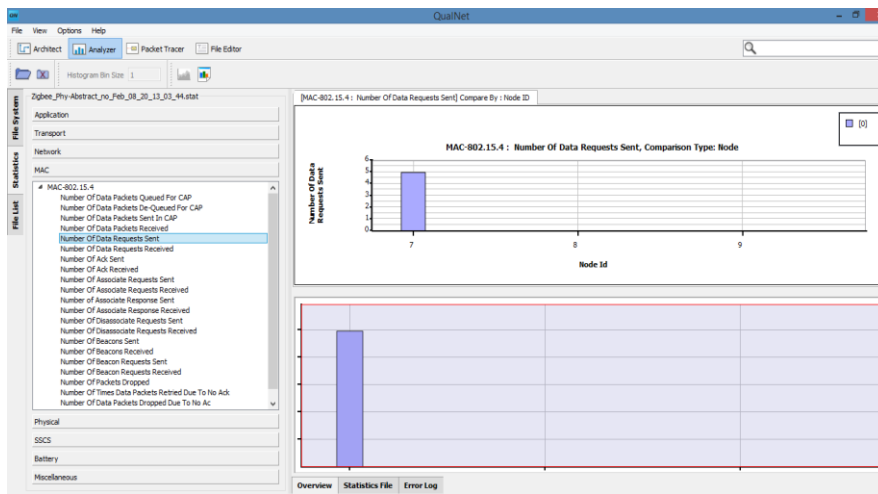 QualNet
File View Options Help
Architect Analyzer Packet Tracer File Editor
Histogram Bin Size 1
File System
Statistics
File List
Zigbee_Phy-Abstract_no_Feb_08_20_13_03_44.stat
Application
Transport
Network
MAC
MAC-802.15.4
Number Of Data Packets Queued For CAP
Number Of Data Packets De-Queued For CAP
Number Of Data Packets Sent In CAP
Number Of Data Packets Received
Number Of Data Requests Sent
Number Of Data Requests Received
Number Of Ack Sent
Number Of Ack Received
Number Of Associate Requests Sent
Number Of Associate Requests Received
Number of Associate Response Sent
Number Of Associate Response Received
Number Of Disassociate Requests Sent
Number Of Disassociate Requests Received
Number Of Beacons Sent
Number Of Beacons Received
Number Of Beacon Requests Sent
Number Of Beacon Requests Received
Number Of Packets Dropped
Number Of Times Data Packets Retried Due To No Ack
Number Of Data Packets Dropped Due To No Ac
Physical
SSCS
Battery
Miscellaneous
[MAC-802.15.4 : Number Of Data Requests Sent] Compare By : Node ID
[0]
MAC-802.15.4 : Number Of Data Requests Sent, Comparison Type: Node
Number Of Data
Requests Sent
6
5
4
3
2
1
0
7 8 9
Node Id
Overview Statistics File Error Log